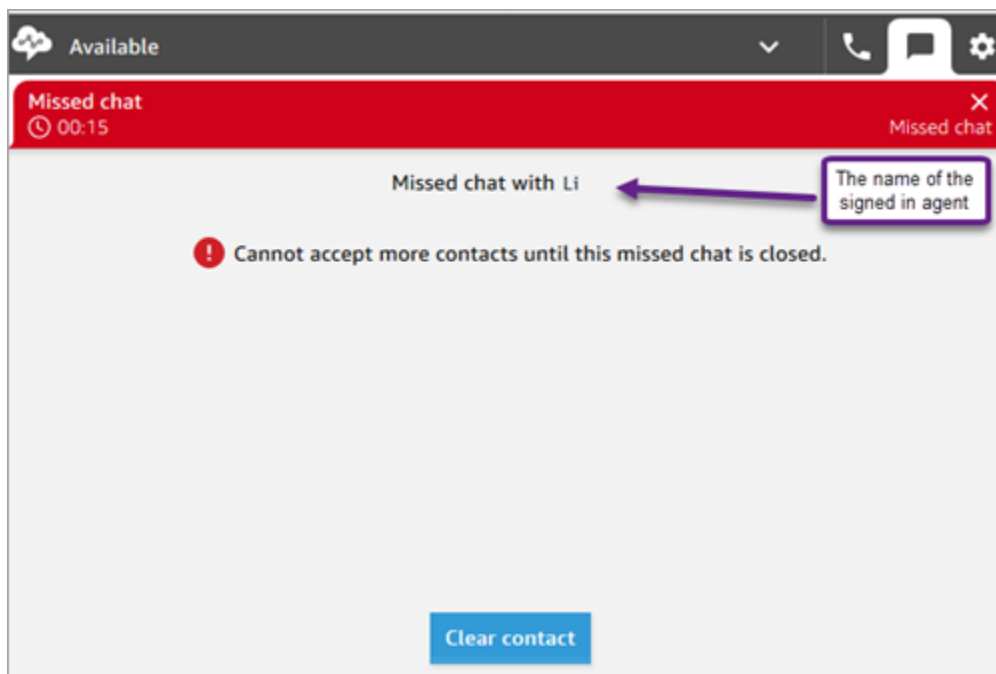 Available
Missed chat
00:15
Missed chat
Missed chat with Li
The name of the
signed in agent
Cannot accept more contacts until this missed chat is closed.
Clear contact